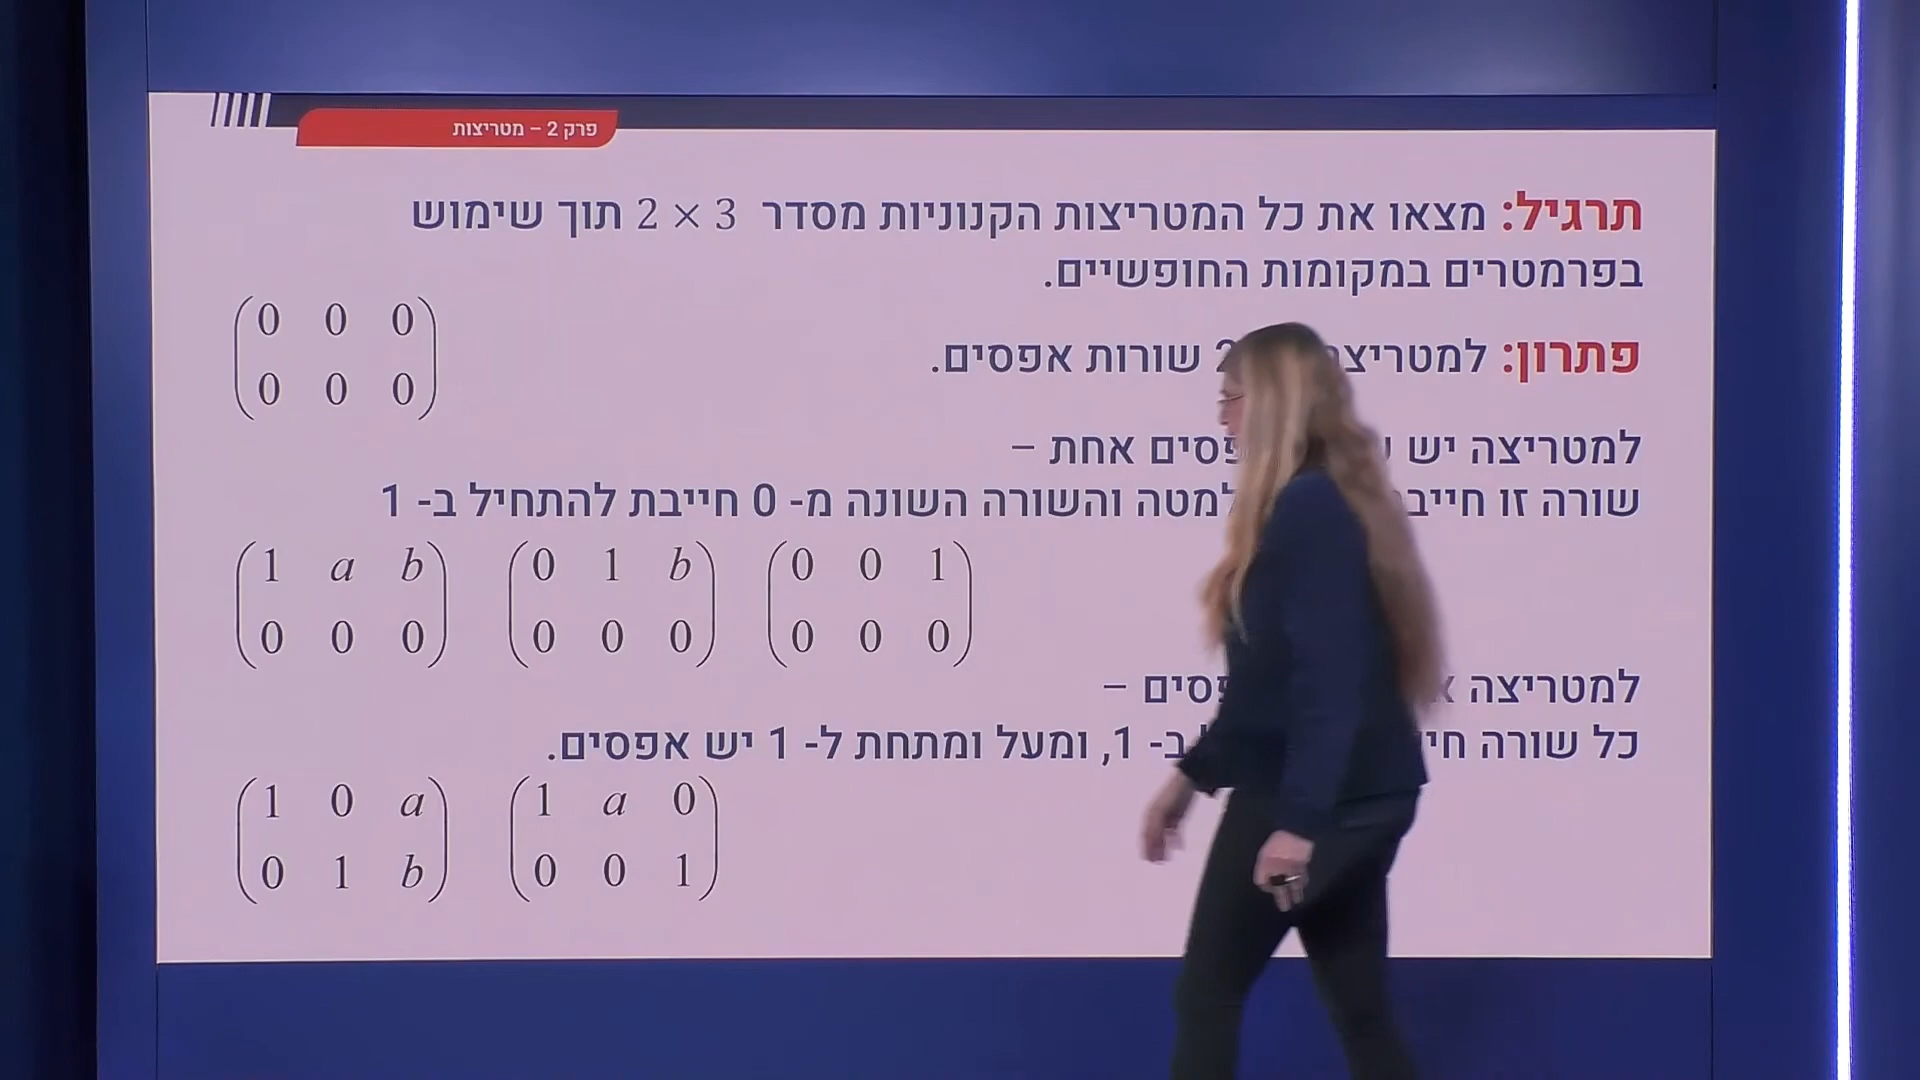 פרק 2 – מטריצות
תרגיל: מצאו את כל המטריצות הקנוניות מסדר 2 × 3 תוך שימוש
בפרמטרים במקומות החופשיים.
0 0 0
0 0 0
פתרון: 2 שורות אפסים.
למטריצה יש אפסים אחת –
שורה זו למטה והשורה השונה מ- 0 חייבת להתחיל ב- 1
1 a b 0 1 b 0 0 1
0 0 0 0 0 0 0 0 0
למטריצה –
כל שורה ב- 1, ומעל ומתחת ל- 1 יש אפסים.
1 0 a 1 a 0
0 1 b 0 0 1